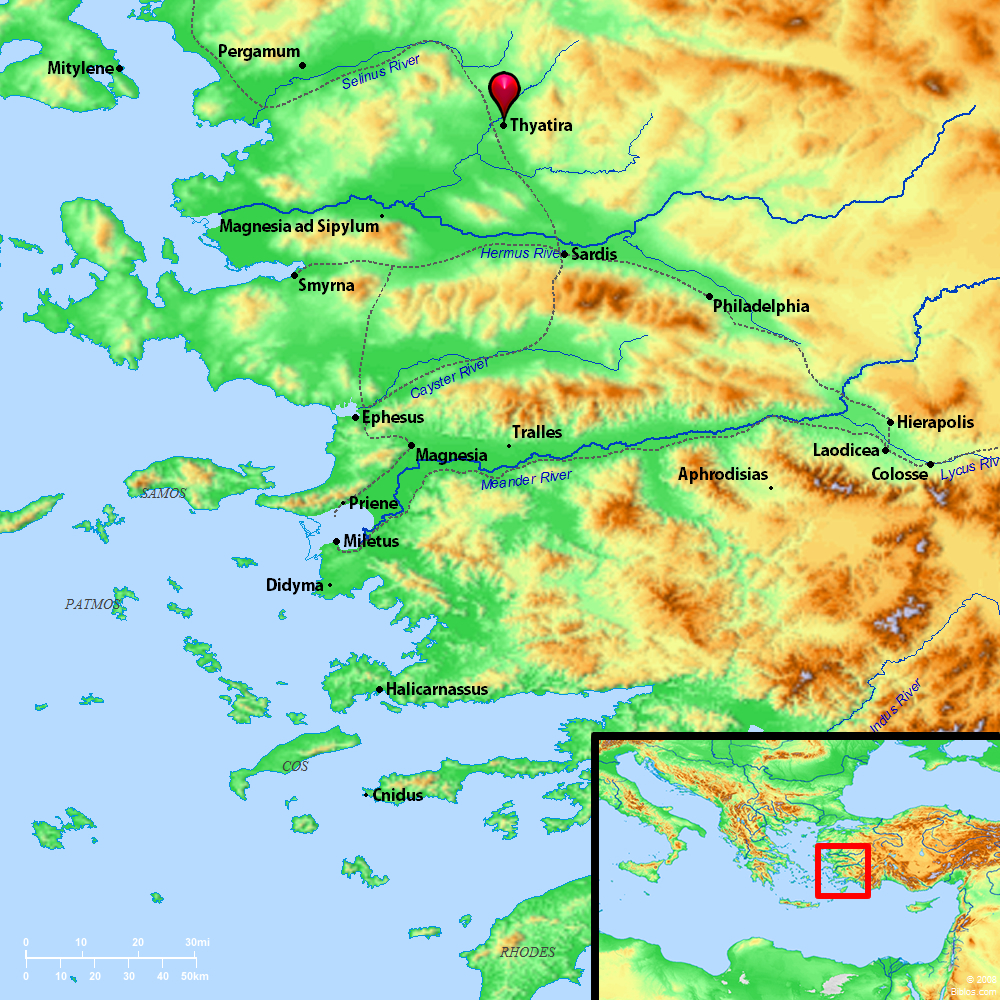 Pergamum
Mitylene
Selinus River
Thyatira
Magnesia ad Sipylum
Hermus River
Sardis
Smyrna
Philadelphia
Cayster River
Ephesus
Hierapolis
Tralles
Magnesia
Laodicea
Colosse
Lycus Riv
Meander River
Aphrodisias
SAMOS
Priene
Miletus
Didyma
PATMOS
Halicarnassus
Indus River
COS
Cnidus
RHODES
0 10 20 30mi
0 10 20 30 40 50km